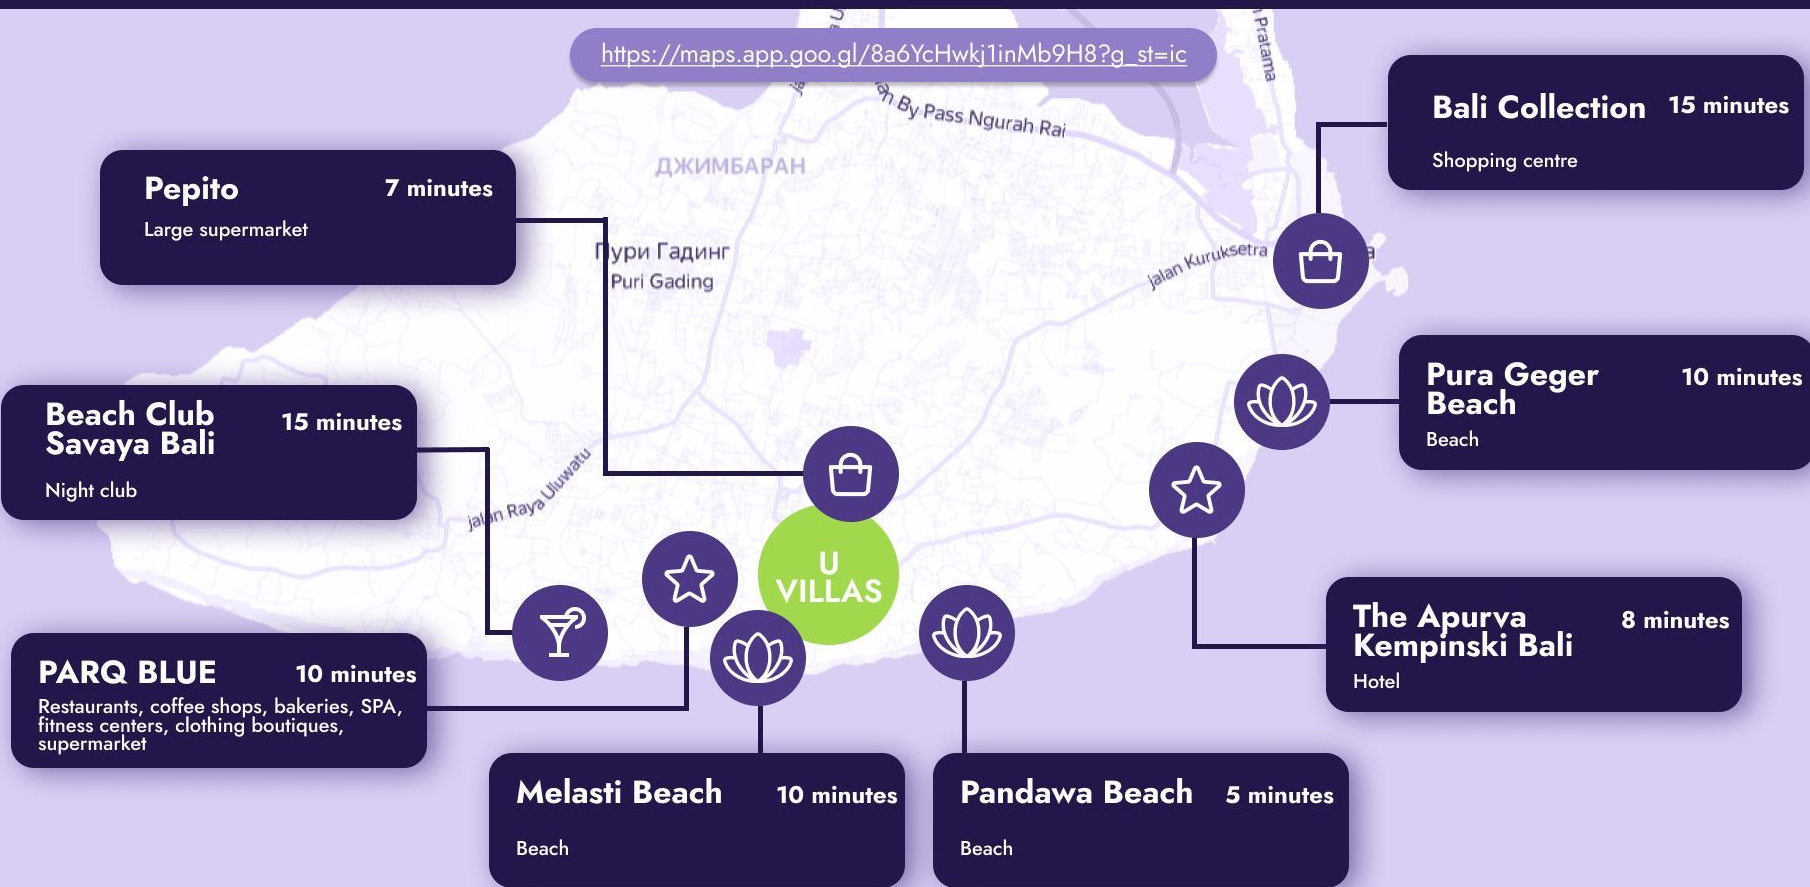 https://maps.app.goo.gl/8a6YcHwkj1inMb9H8?g_st=ic
Pratama
By Pass Ngurah Rai
ДЖИМБАРАН
Bali Collection 15 minutes
Shopping centre
Pepito 7 minutes
Large supermarket
Пури Гадинг
Puri Gading
jalan Kuruksetra
Pura Geger
Beach
10 minutes
Beach
Beach Club
Savaya Bali
15 minutes
Night club
jalan Raya Uluwatu
U
VILLAS
The Apurva
Kempinski Bali
8 minutes
Hotel
PARQ BLUE 10 minutes
Restaurants, coffee shops, bakeries, SPA,
fitness centers, clothing boutiques,
supermarket
Melasti Beach 10 minutes
Beach
Pandawa Beach 5 minutes
Beach